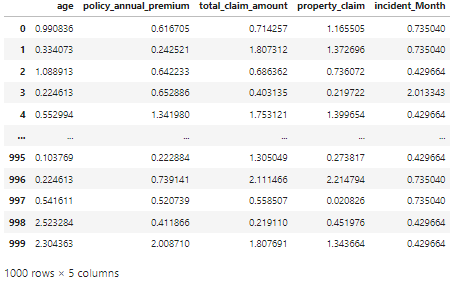 age policy_annual_premium total_claim_amount property_claim incident_Month
0 0.990836 0.616705 0.714257 1.165505 0.735040
1 0.334073 0.242521 1.807312 1.372696 0.735040
2 1.088913 0.642233 0.686362 0.736072 0.429664
3 0.224613 0.652886 0.403135 0.219722 2.013343
4 0.552994 1.341980 1.753121 1.399654 0.429664
... ... ... ... ... ...
995 0.103769 0.222884 1.305049 0.273817 0.429664
996 0.224613 0.739141 2.111466 2.214794 0.735040
997 0.541611 0.520739 0.558507 0.020826 0.735040
998 2.523284 0.411866 0.219110 0.451976 0.429664
999 2.304363 2.008710 1.807691 1.343664 0.429664
1000 rows × 5 columns